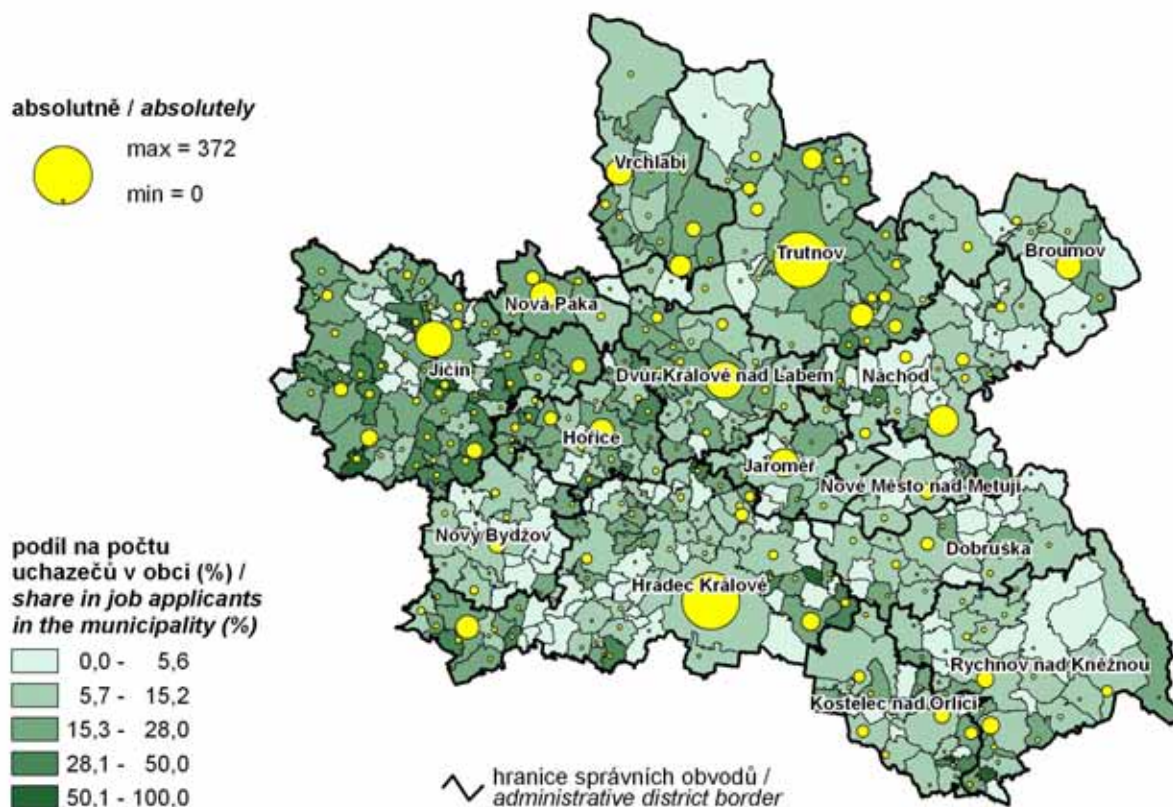 absolutně / absolutely
max = 372
min = 0
Vrchlabí
Trutnov
Broumov
Nová Paka
Jičín
Dvůr Králové nad Labem
Náchod
Hořice
Jaroměř
Nové Město nad Metují
Nový Bydžov
Dobruška
Hradec Králové
Rychnov nad Kněžnou
Kostelec nad Orlicí
podíl na počtu
uchazečů v obci (%) /
share in job applicants
in the municipality (%)
0,0 - 5,6
5,7 - 15,2
15,3 - 28,0
28,1 - 50,0
50,1 - 100,0
hranice správních obvodů /
administrative district border